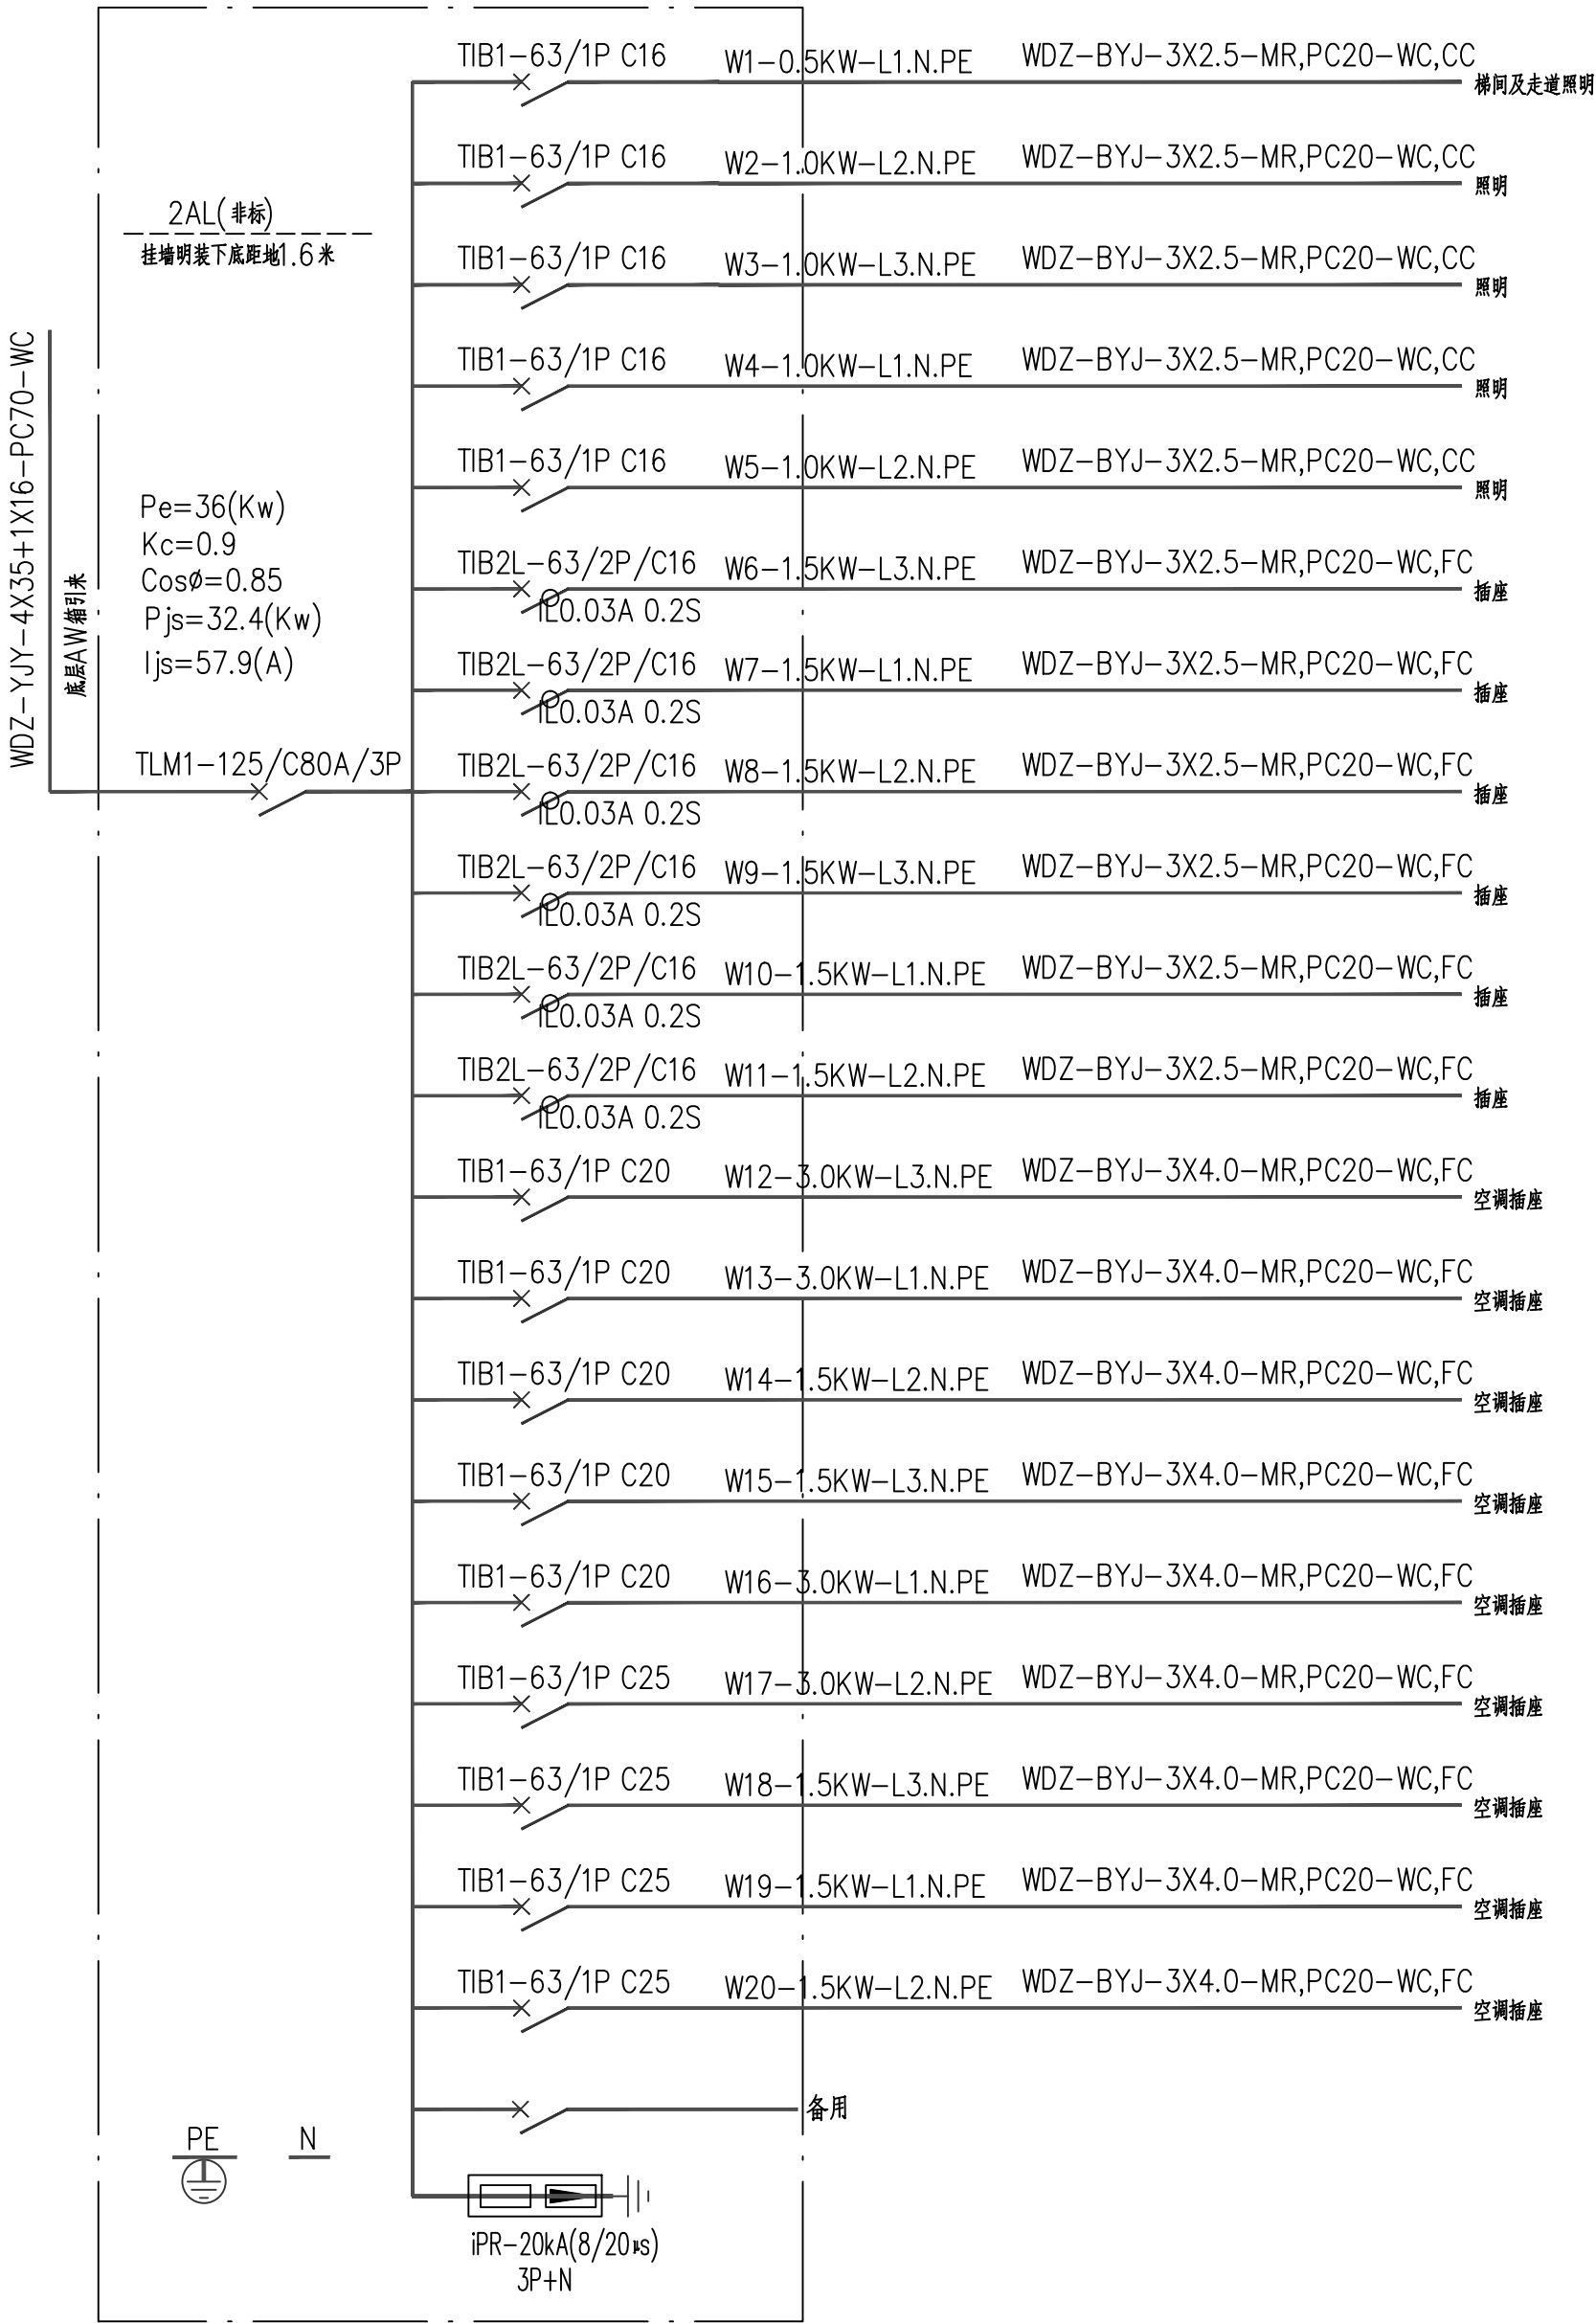 TIB1-63/1P C16 W1-0.5KW-L1.N.PE WDZ-BYJ-3X2.5-MR,PC20-WC,CC 梯间及走道照明
TIB1-63/1P C16 W2-1.0KW-L2.N.PE WDZ-BYJ-3X2.5-MR,PC20-WC,CC 照明
2AL(非标)
挂墙明装下底距地1.6米
TIB1-63/1P C16 W3-1.0KW-L3.N.PE WDZ-BYJ-3X2.5-MR,PC20-WC,CC 照明
TIB1-63/1P C16 W4-1.0KW-L1.N.PE WDZ-BYJ-3X2.5-MR,PC20-WC,CC 照明
WDZ-YJY-4X35+1X16-PC70-WC
底层AW箱引来
TIB1-63/1P C16 W5-1.0KW-L2.N.PE WDZ-BYJ-3X2.5-MR,PC20-WC,CC 照明
Pe=36(Kw)
Kc=0.9
Cosø=0.85
Pjs=32.4(Kw)
Ijs=57.9(A)
TIB2L-63/2P/C16 W6-1.5KW-L3.N.PE WDZ-BYJ-3X2.5-MR,PC20-WC,FC 插座
IL0.03A 0.2S
TIB2L-63/2P/C16 W7-1.5KW-L1.N.PE WDZ-BYJ-3X2.5-MR,PC20-WC,FC 插座
IL0.03A 0.2S
TLM1-125/C80A/3P
TIB2L-63/2P/C16 W8-1.5KW-L2.N.PE WDZ-BYJ-3X2.5-MR,PC20-WC,FC 插座
IL0.03A 0.2S
TIB2L-63/2P/C16 W9-1.5KW-L3.N.PE WDZ-BYJ-3X2.5-MR,PC20-WC,FC 插座
IL0.03A 0.2S
TIB2L-63/2P/C16 W10-1.5KW-L1.N.PE WDZ-BYJ-3X2.5-MR,PC20-WC,FC 插座
IL0.03A 0.2S
TIB2L-63/2P/C16 W11-1.5KW-L2.N.PE WDZ-BYJ-3X2.5-MR,PC20-WC,FC 插座
IL0.03A 0.2S
TIB1-63/1P C20 W12-3.0KW-L3.N.PE WDZ-BYJ-3X4.0-MR,PC20-WC,FC 空调插座
TIB1-63/1P C20 W13-3.0KW-L1.N.PE WDZ-BYJ-3X4.0-MR,PC20-WC,FC 空调插座
TIB1-63/1P C20 W14-1.5KW-L2.N.PE WDZ-BYJ-3X4.0-MR,PC20-WC,FC 空调插座
TIB1-63/1P C20 W15-1.5KW-L3.N.PE WDZ-BYJ-3X4.0-MR,PC20-WC,FC 空调插座
TIB1-63/1P C20 W16-3.0KW-L1.N.PE WDZ-BYJ-3X4.0-MR,PC20-WC,FC 空调插座
TIB1-63/1P C25 W17-3.0KW-L2.N.PE WDZ-BYJ-3X4.0-MR,PC20-WC,FC 空调插座
TIB1-63/1P C25 W18-1.5KW-L3.N.PE WDZ-BYJ-3X4.0-MR,PC20-WC,FC 空调插座
TIB1-63/1P C25 W19-1.5KW-L1.N.PE WDZ-BYJ-3X4.0-MR,PC20-WC,FC 空调插座
TIB1-63/1P C25 W20-1.5KW-L2.N.PE WDZ-BYJ-3X4.0-MR,PC20-WC,FC 空调插座
备用
PE N
iPR-20kA(8/20μs)
3P+N